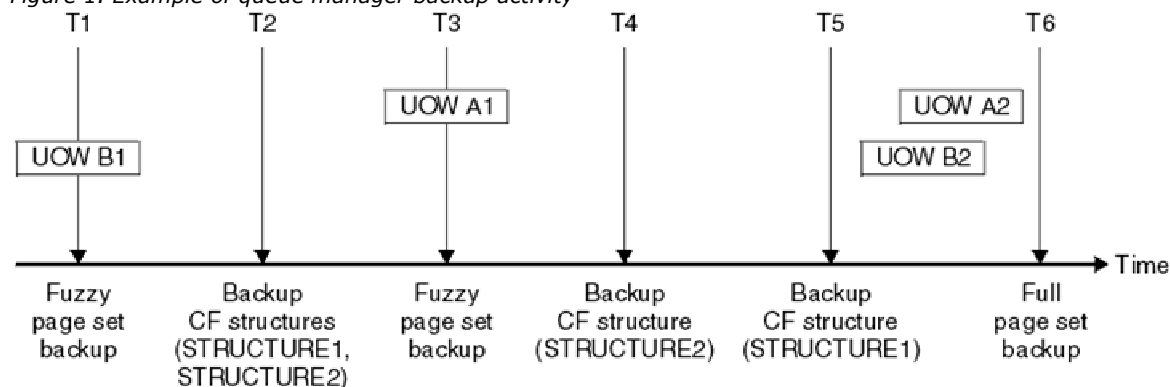 Figure 1. Example of queue manager backup activity
T1 T2 T3 T4 T5 T6
UOW A1 UOW A2
UOW B1 UOW B2
Time
Fuzzy page set backup
Backup CF structures (STRUCTURE1, STRUCTURE2)
Fuzzy page set backup
Backup CF structure (STRUCTURE2)
Backup CF structure (STRUCTURE1)
Full page set backup